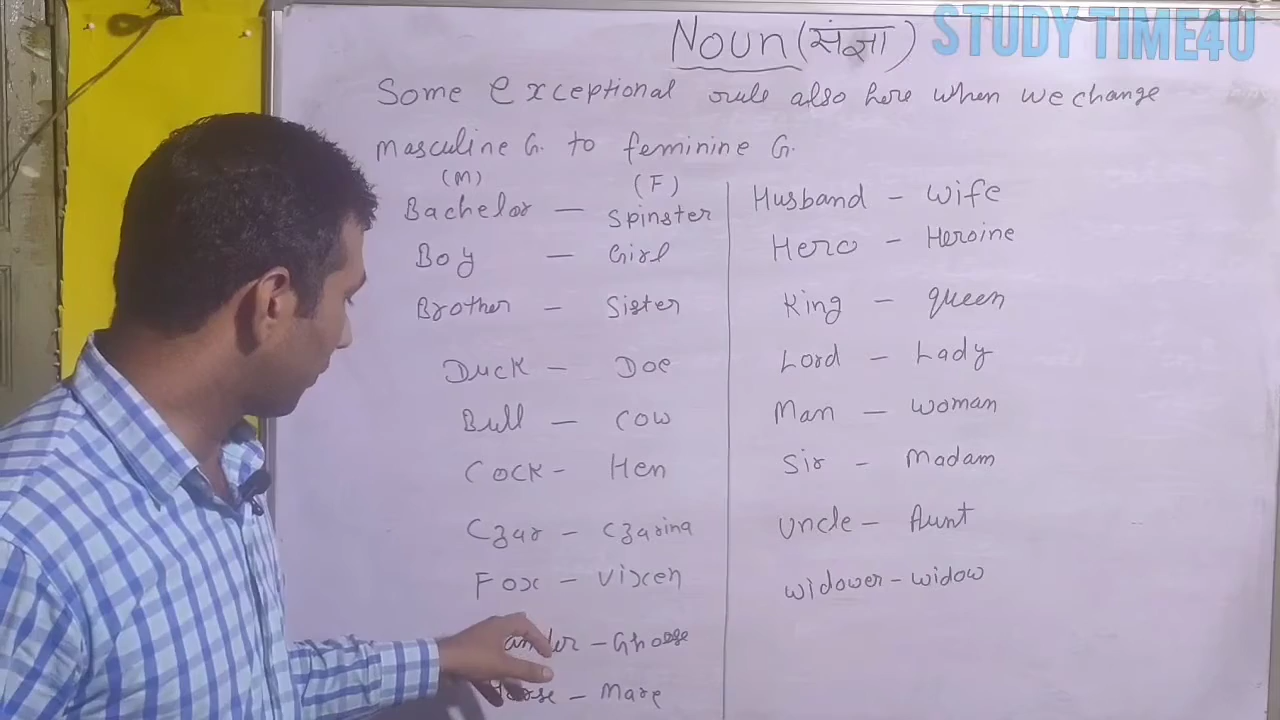 Noun (संज्ञा)
STUDY TIME4U
Some exceptional rule also here when we change
masculine G. to feminine G.
(M) (F)
Bachelor — Spinster
Boy — Girl
Brother — Sister
Duck — Doe
Bull — Cow
Cock - Hen
Czar — Czarina
Fox — Vixen
— Ghoose
— Mare
Husband — Wife
Hero — Heroine
King — queen
Lord — Lady
Man — woman
Sir — Madam
Uncle — Aunt
widower — widow